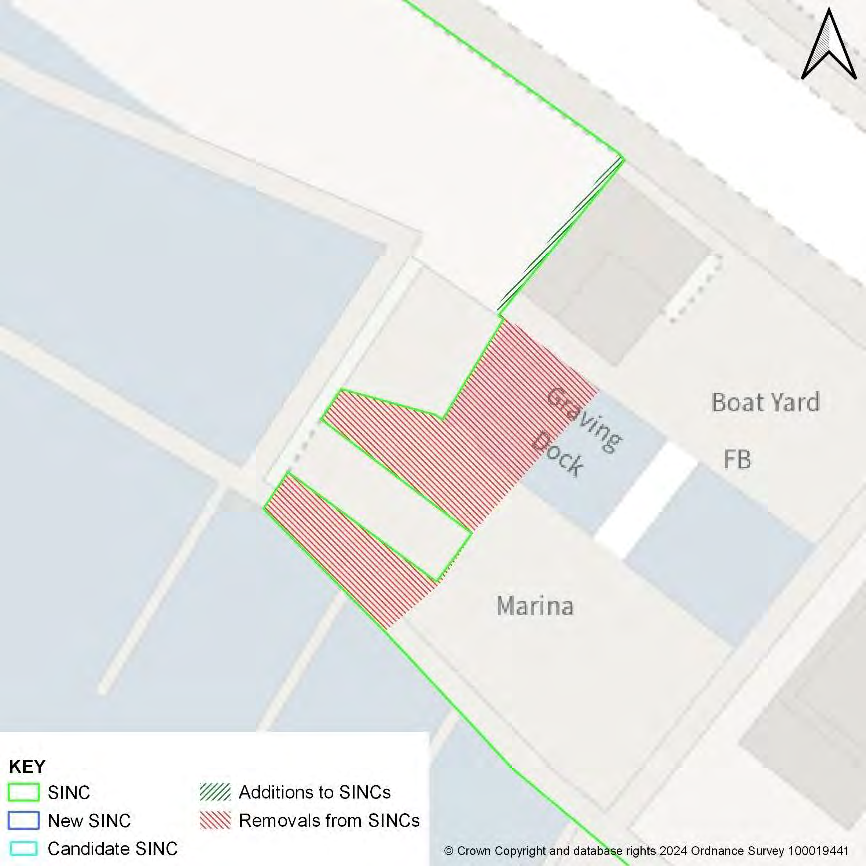 Graving
Dock
Boat Yard
FB
Marina
KEY
SINC
New SINC
Candidate SINC
Additions to SINCs
Removals from SINCs
© Crown Copyright and database rights 2024 Ordnance Survey 100019441